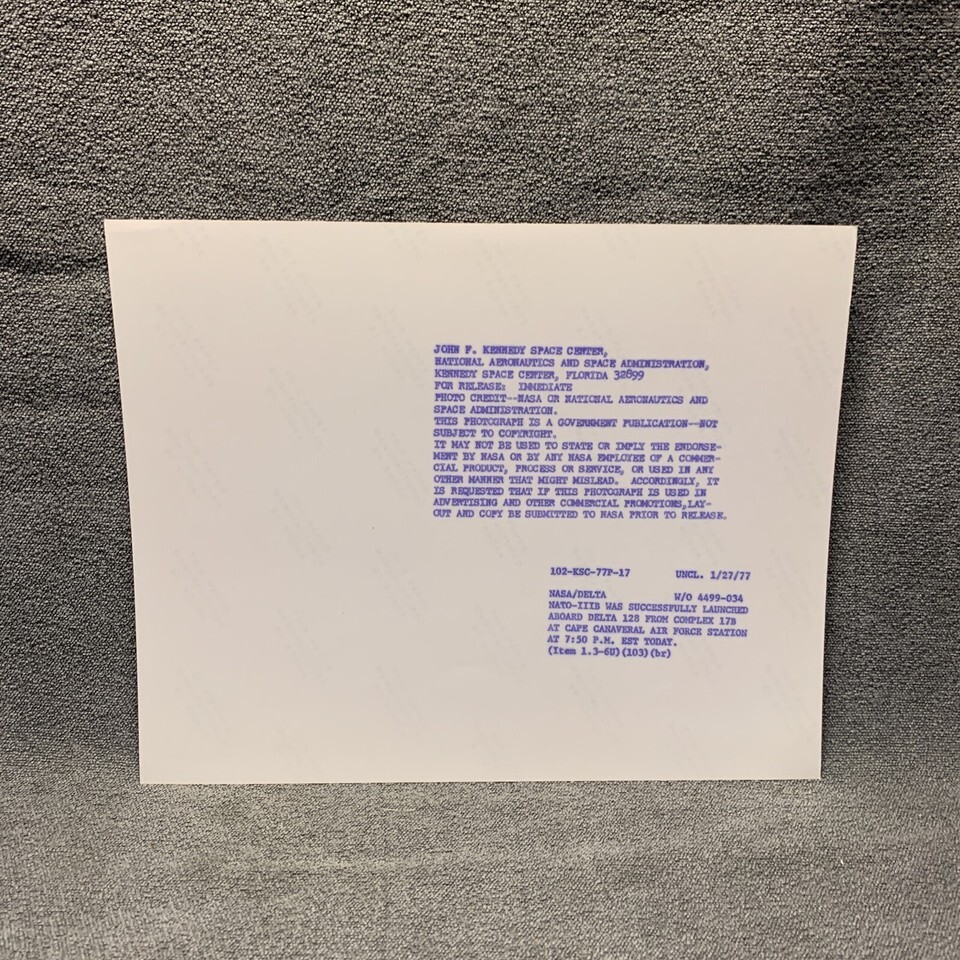 JOHN F. KENNEDY SPACE CENTER,
NATIONAL AERONAUTICS AND SPACE ADMINISTRATION,
KENNEDY SPACE CENTER, FLORIDA 32899
FOR RELEASE: IMMEDIATE
PHOTO CREDIT--NASA OR NATIONAL AERONAUTICS AND
SPACE ADMINISTRATION.
THIS PHOTOGRAPH IS A GOVERNMENT PUBLICATION--NOT
SUBJECT TO COPYRIGHT.
IT MAY NOT BE USED TO STATE OR IMPLY THE ENDORSE-
MENT BY NASA OR BY ANY NASA EMPLOYEE OF A COMMER-
CIAL PRODUCT, PROCESS OR SERVICE, OR USED IN ANY
OTHER MANNER THAT MIGHT MISLEAD. ACCORDINGLY, IT
IS REQUESTED THAT IF THIS PHOTOGRAPH IS USED IN
ADVERTISING AND OTHER COMMERCIAL PROMOTIONS,LAY-
OUT AND COPY BE SUBMITTED TO NASA PRIOR TO RELEASE.
102-KSC-77P-17 UNCL. 1/27/77
NASA/DELTA W/O 4499-034
NATO-IIIB WAS SUCCESSFULLY LAUNCHED
ABOARD DELTA 128 FROM COMPLEX 17B
AT CAPE CANAVERAL AIR FORCE STATION
AT 7:50 P.M. EST TODAY.
(Item 1.3-6U)(103)(br)